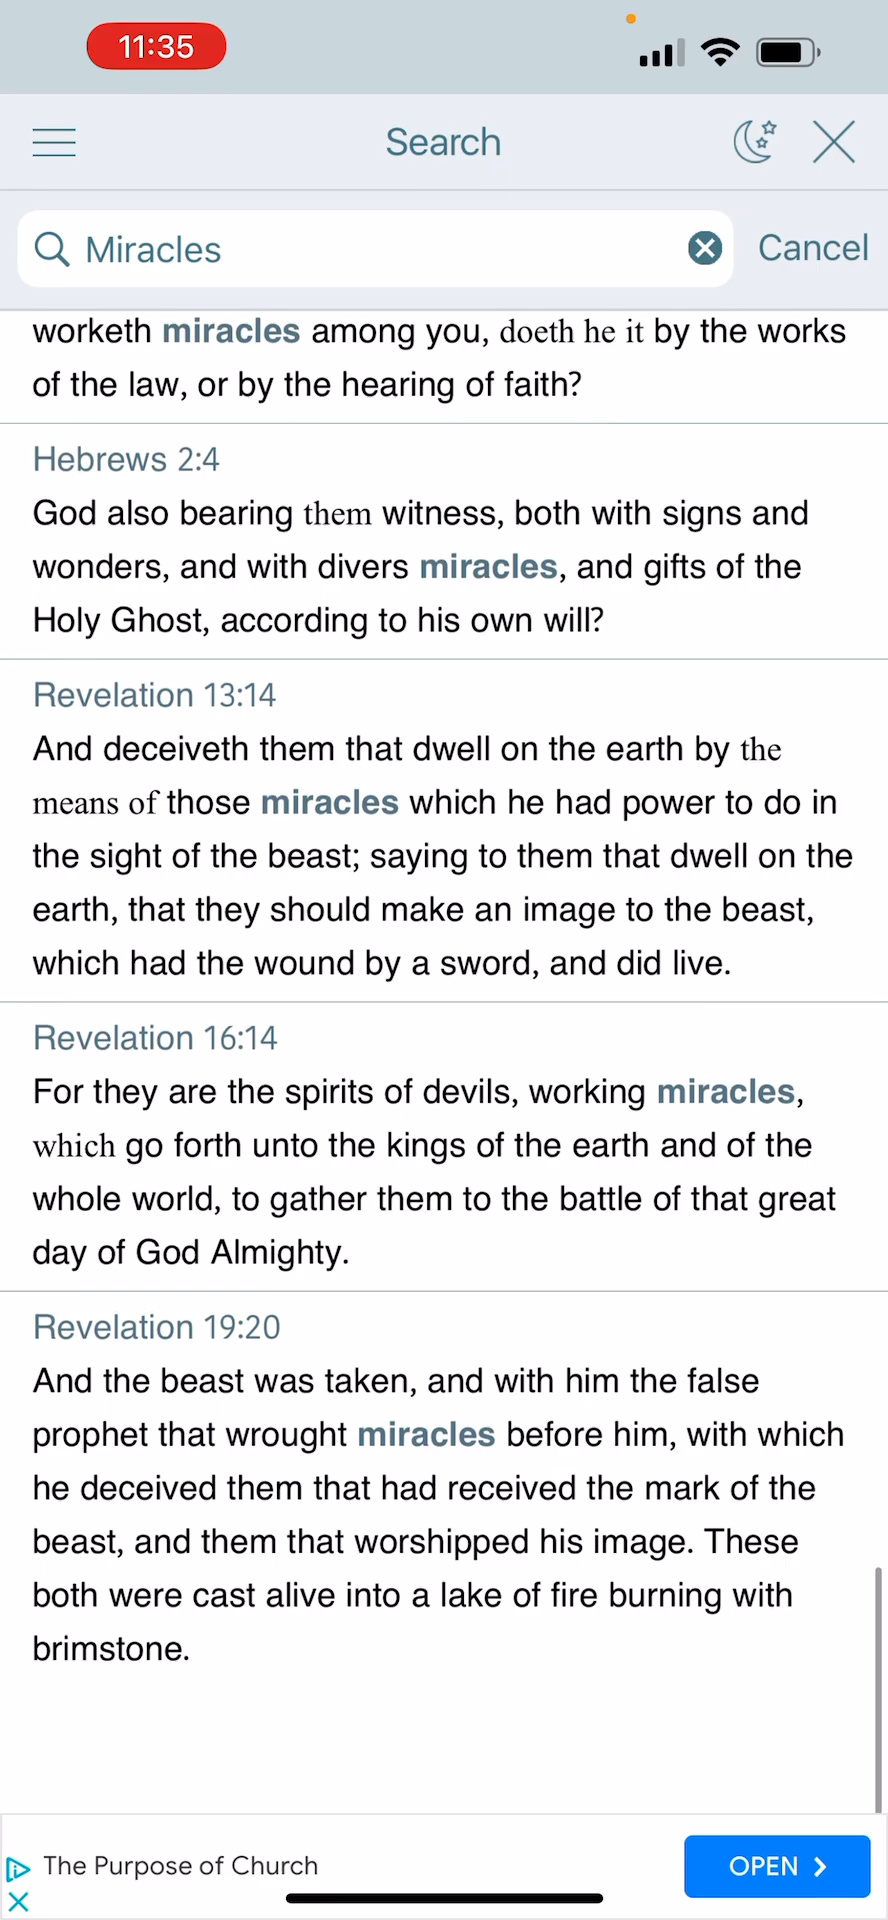 11:35
Search
Miracles
Cancel
worketh miracles among you, doeth he it by the works
of the law, or by the hearing of faith?
Hebrews 2:4
God also bearing them witness, both with signs and
wonders, and with divers miracles, and gifts of the
Holy Ghost, according to his own will?
Revelation 13:14
And deceiveth them that dwell on the earth by the
means of those miracles which he had power to do in
the sight of the beast; saying to them that dwell on the
earth, that they should make an image to the beast,
which had the wound by a sword, and did live.
Revelation 16:14
For they are the spirits of devils, working miracles,
which go forth unto the kings of the earth and of the
whole world, to gather them to the battle of that great
day of God Almighty.
Revelation 19:20
And the beast was taken, and with him the false
prophet that wrought miracles before him, with which
he deceived them that had received the mark of the
beast, and them that worshipped his image. These
both were cast alive into a lake of fire burning with
brimstone.
The Purpose of Church
OPEN